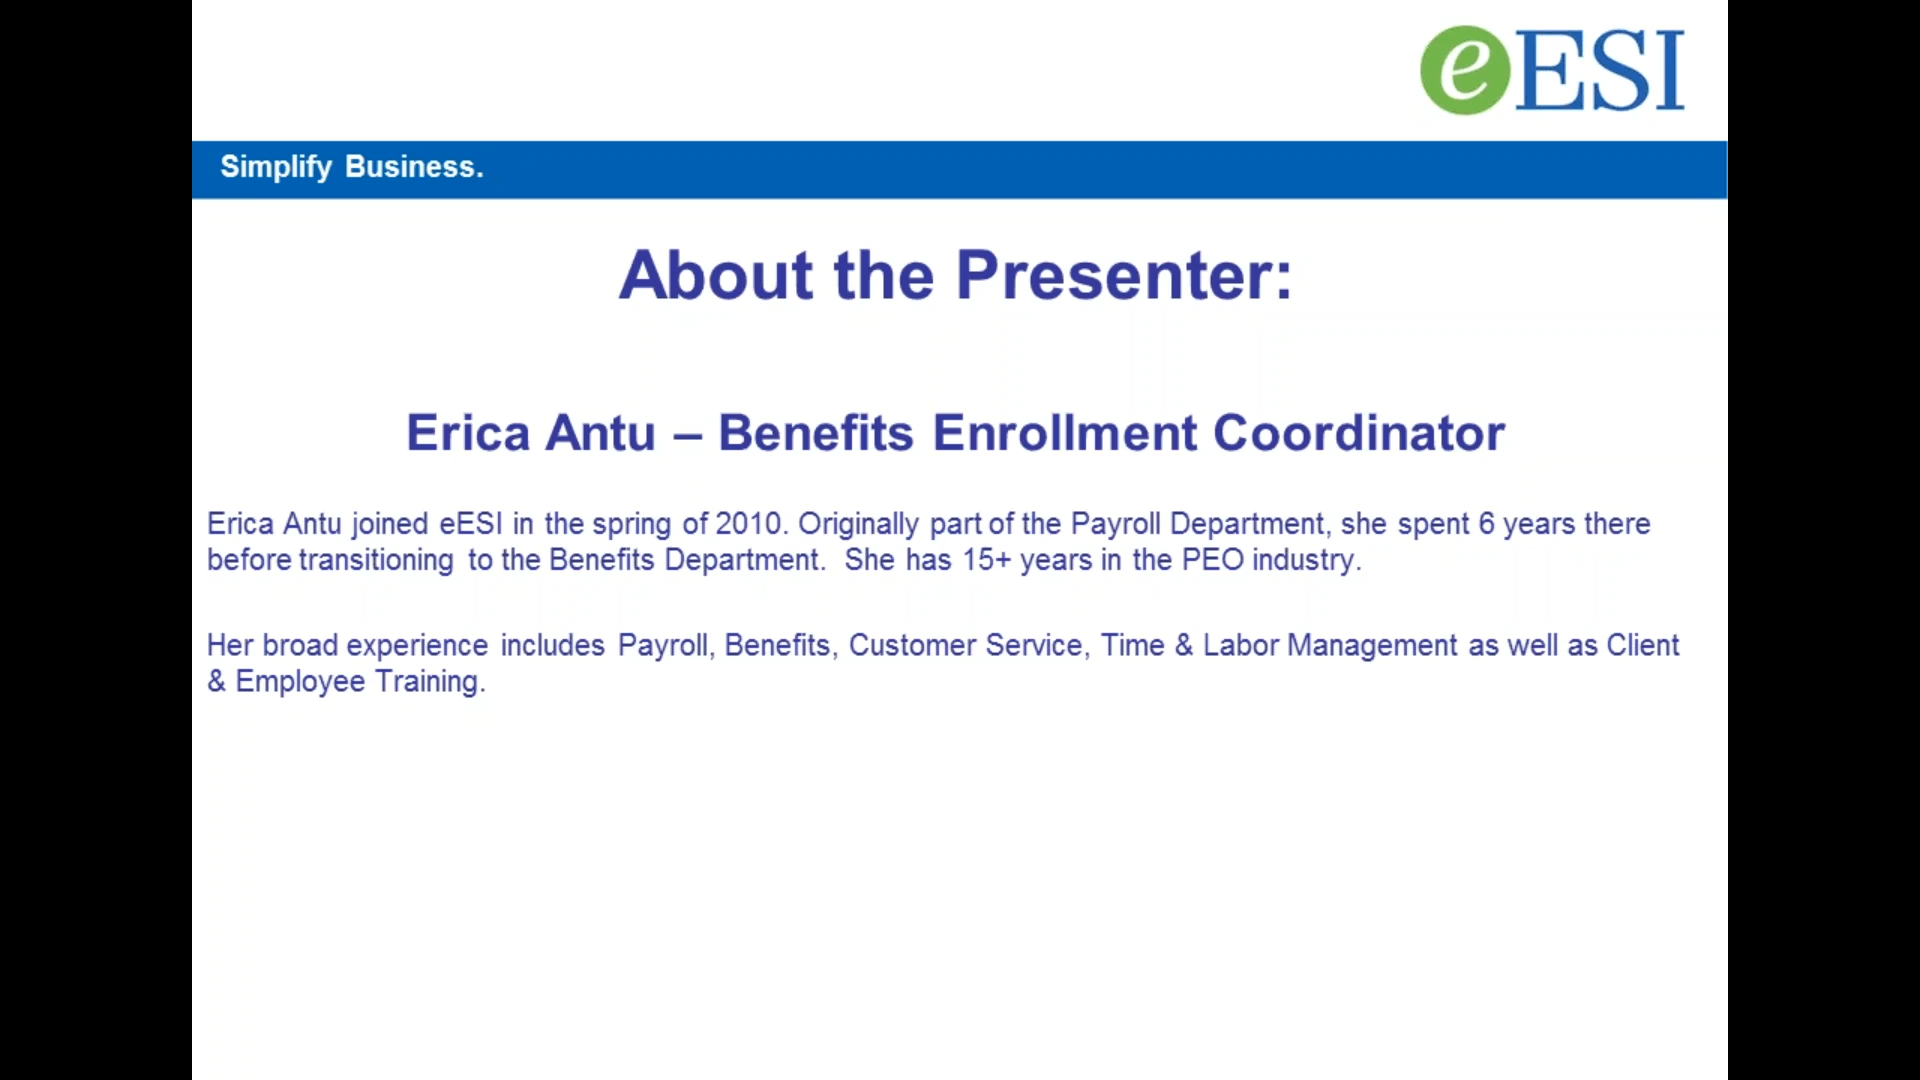 eESI
Simplify Business.
About the Presenter:
Erica Antu – Benefits Enrollment Coordinator
Erica Antu joined eESI in the spring of 2010. Originally part of the Payroll Department, she spent 6 years there
before transitioning to the Benefits Department. She has 15+ years in the PEO industry.
Her broad experience includes Payroll, Benefits, Customer Service, Time & Labor Management as well as Client
& Employee Training.